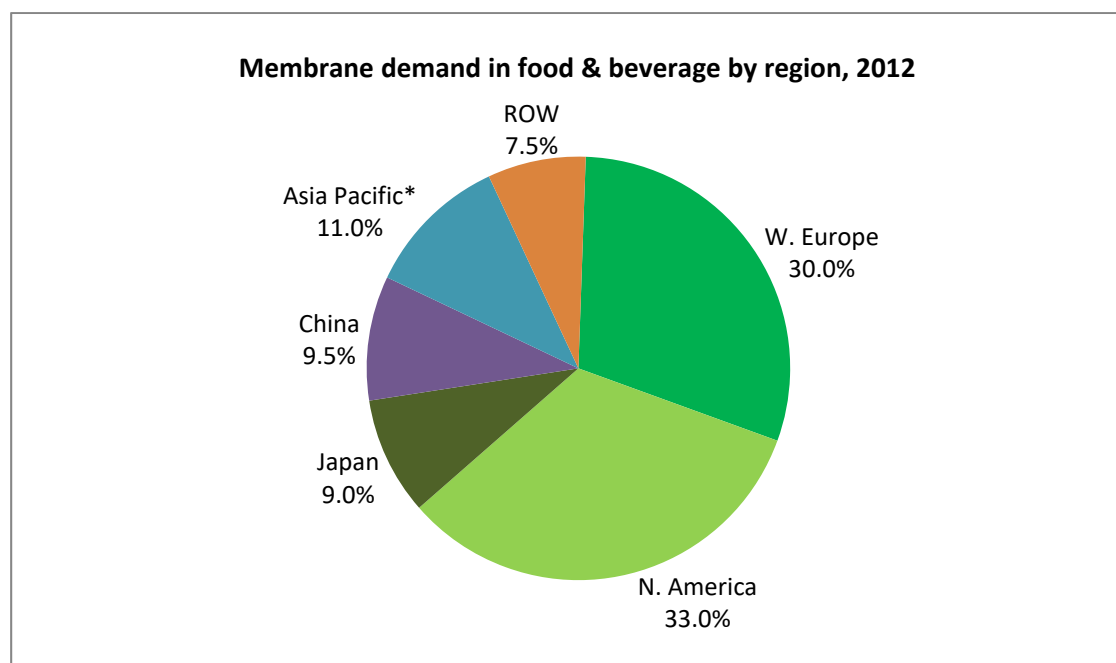 Membrane demand in food & beverage by region, 2012
ROW
7.5%
W. Europe
30.0%
N. America
33.0%
Japan
9.0%
China
9.5%
Asia Pacific*
11.0%